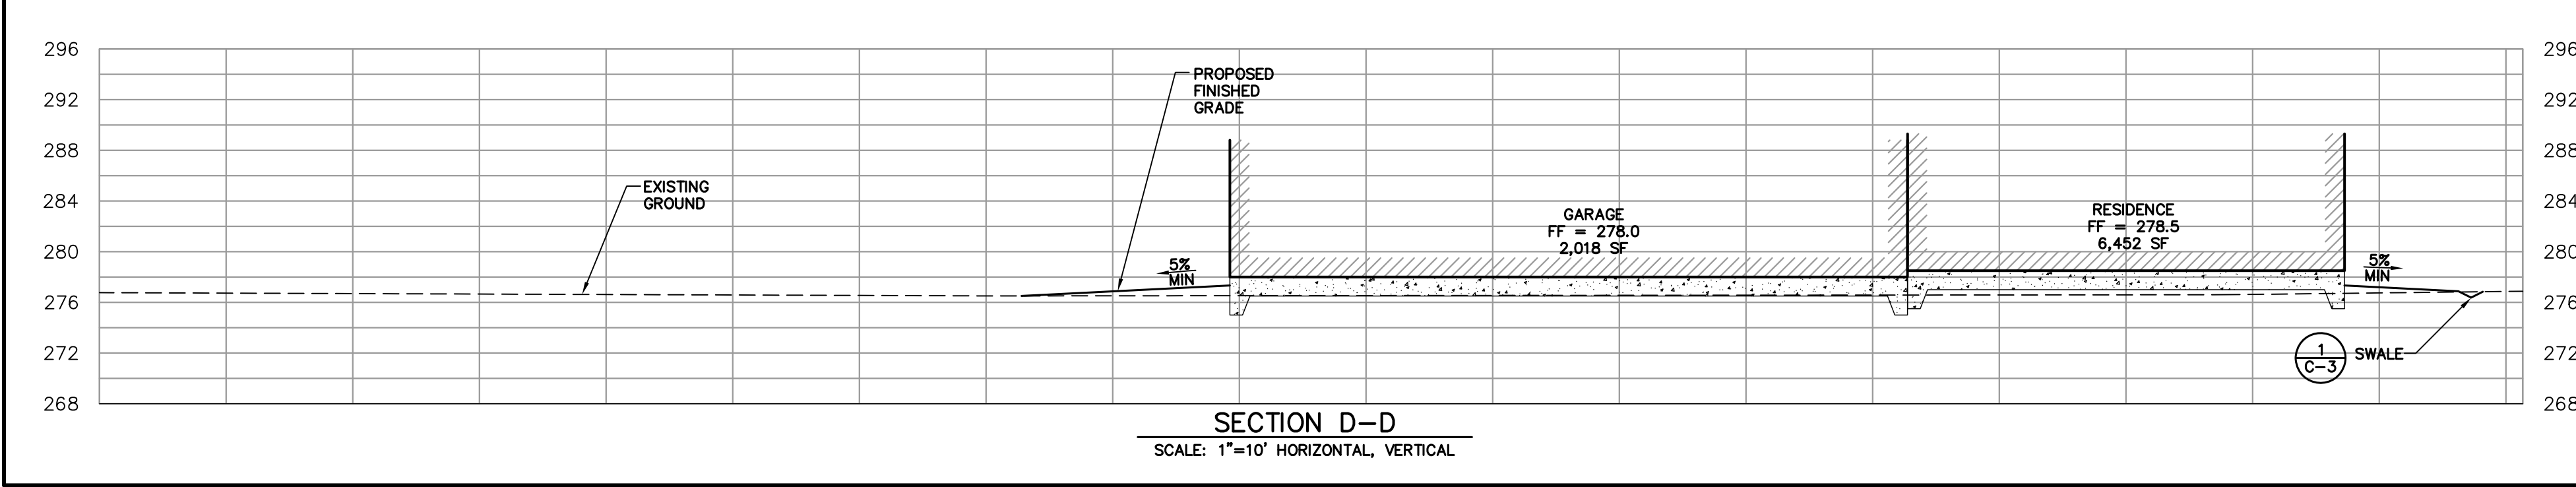 296
292
288
284
280
276
272
268
PROPOSED
FINISHED
GRADE
EXISTING
GROUND
5%
MIN
GARAGE
FF = 278.0
2,018 SF
RESIDENCE
FF = 278.5
6,452 SF
5%
MIN
1
C-3
SWALE
296
292
288
284
280
276
272
268
SECTION D-D
SCALE: 1"=10' HORIZONTAL, VERTICAL